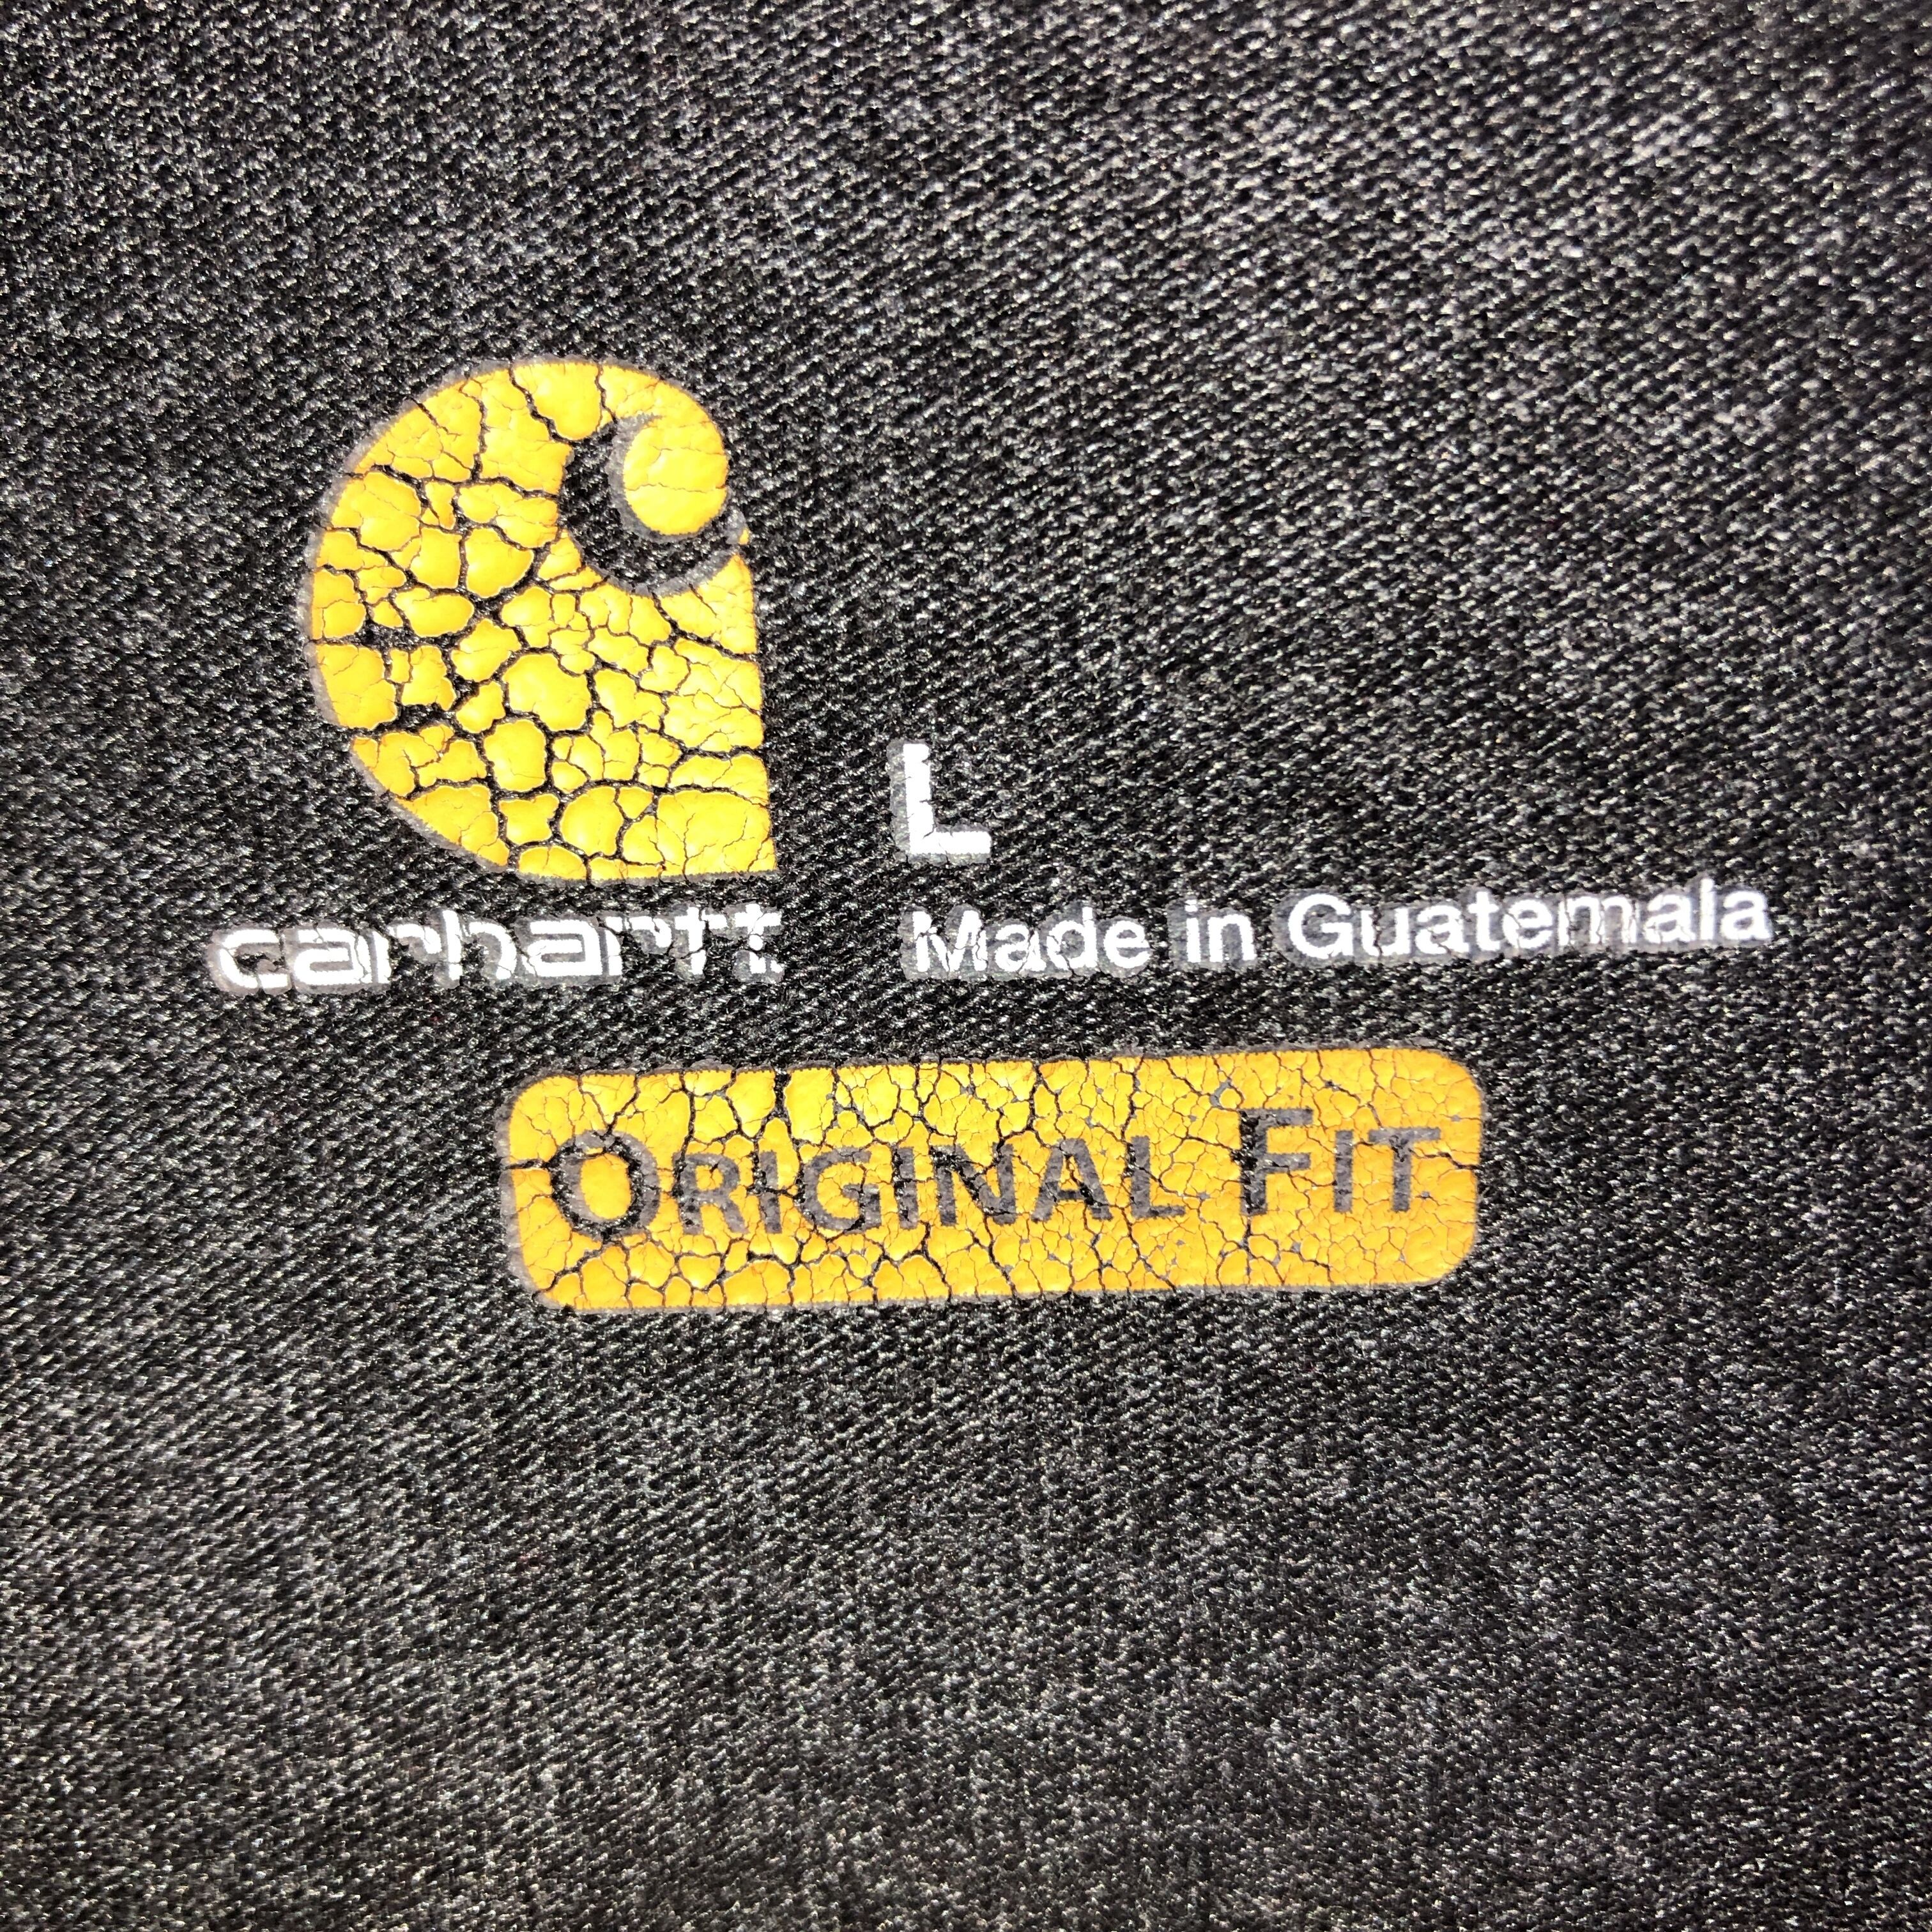 L
carhartt Made in Guatemala
ORIGINAL FIT